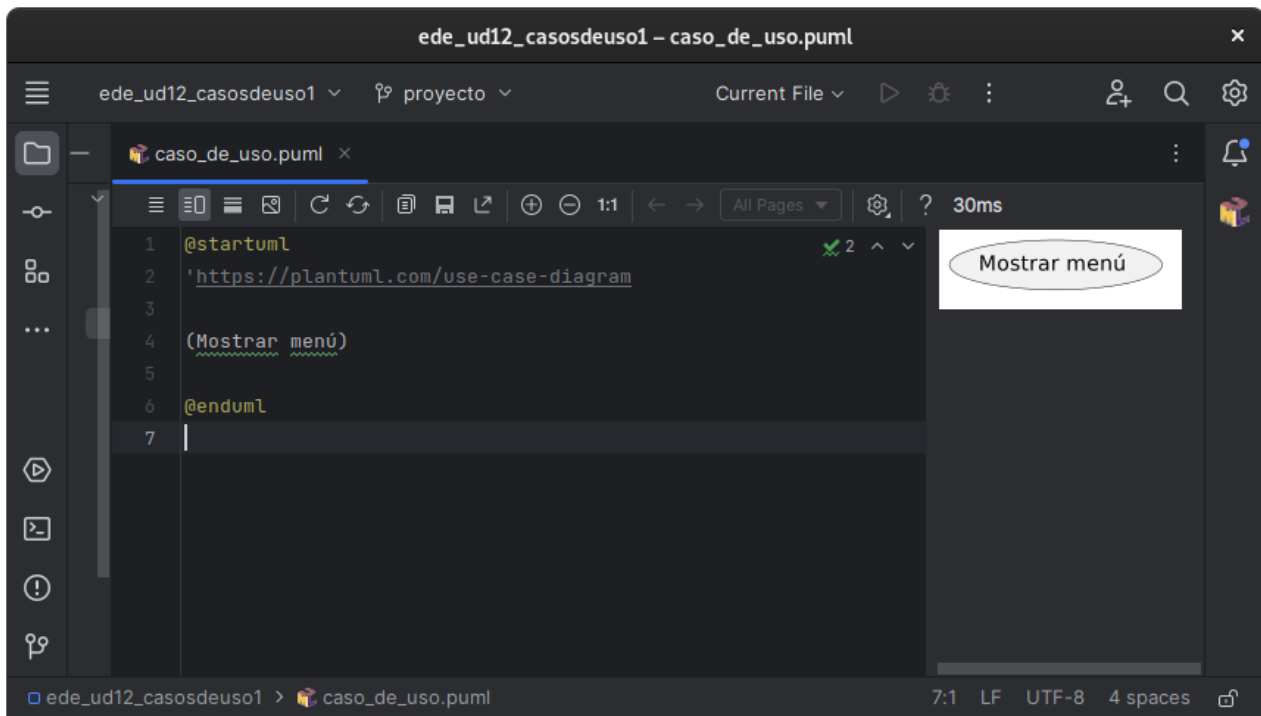 ede_ud12_casosdeuso1 – caso_de_uso.puml
ede_ud12_casosdeuso1 proyecto Current File
caso_de_uso.puml
1:1 All Pages ? 30ms
1 @startuml 2
2 'https://plantuml.com/use-case-diagram
3
4 (Mostrar menú)
5
6 @enduml
7
Mostrar menú
ede_ud12_casosdeuso1 > caso_de_uso.puml 7:1 LF UTF-8 4 spaces